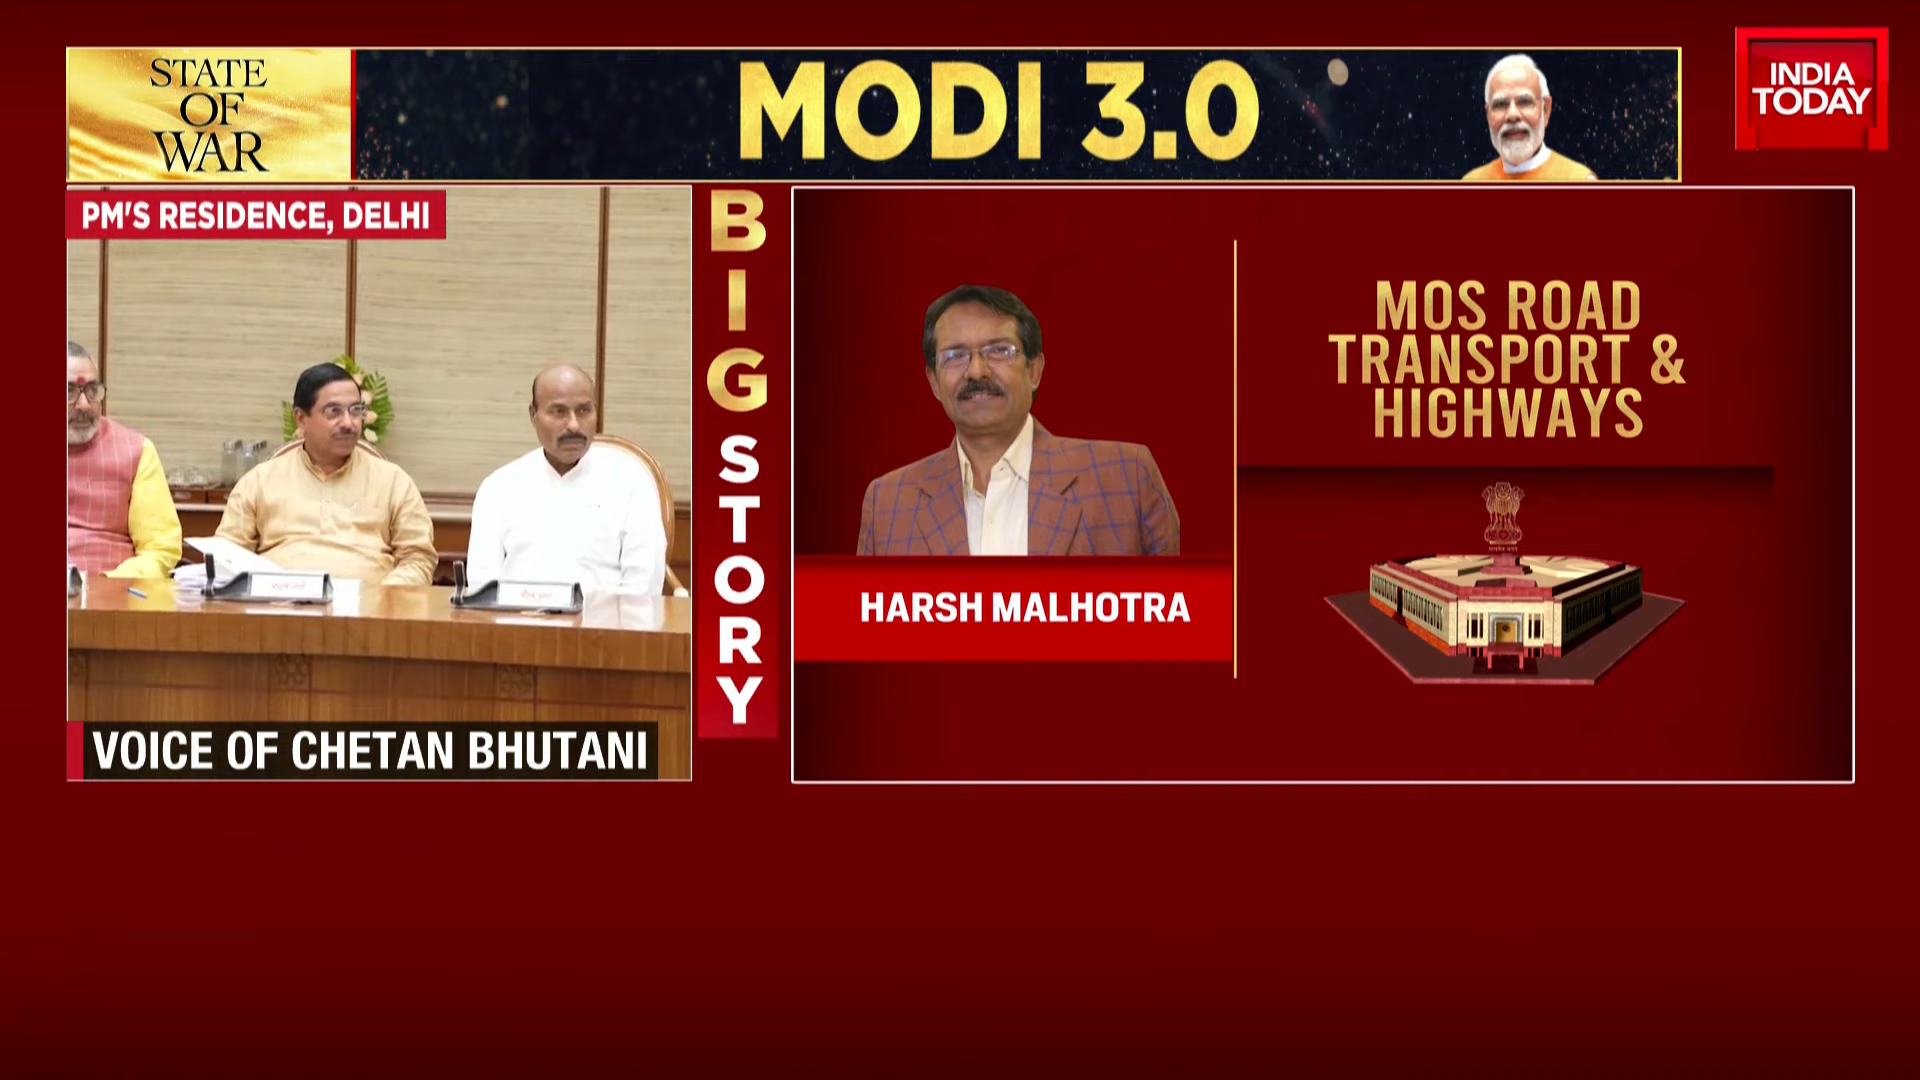 STATE
OF
WAR
MODI 3.0
INDIA
TODAY
PM'S RESIDENCE, DELHI
BIG
STORY
MOS ROAD
TRANSPORT &
HIGHWAYS
HARSH MALHOTRA
VOICE OF CHETAN BHUTANI